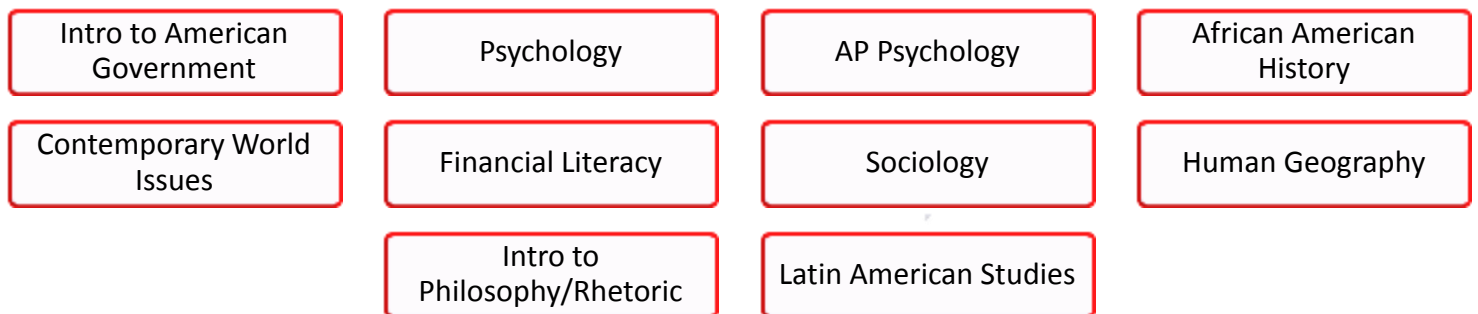 Intro to American
Government
Psychology
AP Psychology
African American
History
Contemporary World
Issues
Financial Literacy
Sociology
Human Geography
Intro to
Philosophy/Rhetoric
Latin American Studies